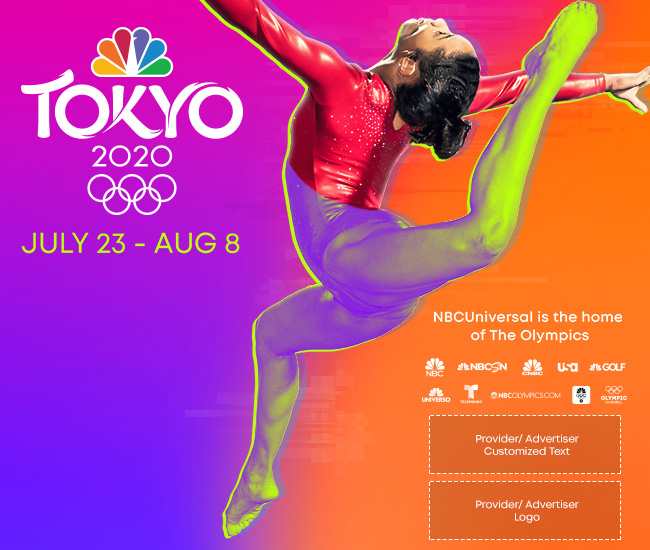 TOKYO
2020
JULY 23 - AUG 8
NBCUniversal is the home
of The Olympics
NBC NBCSN CNBC USA GOLF
UNIVERSO TELEMUNDO NBCOLYMPICS.COM OLYMPIC
CHANNEL
Provider/ Advertiser
Customized Text
Provider/ Advertiser
Logo